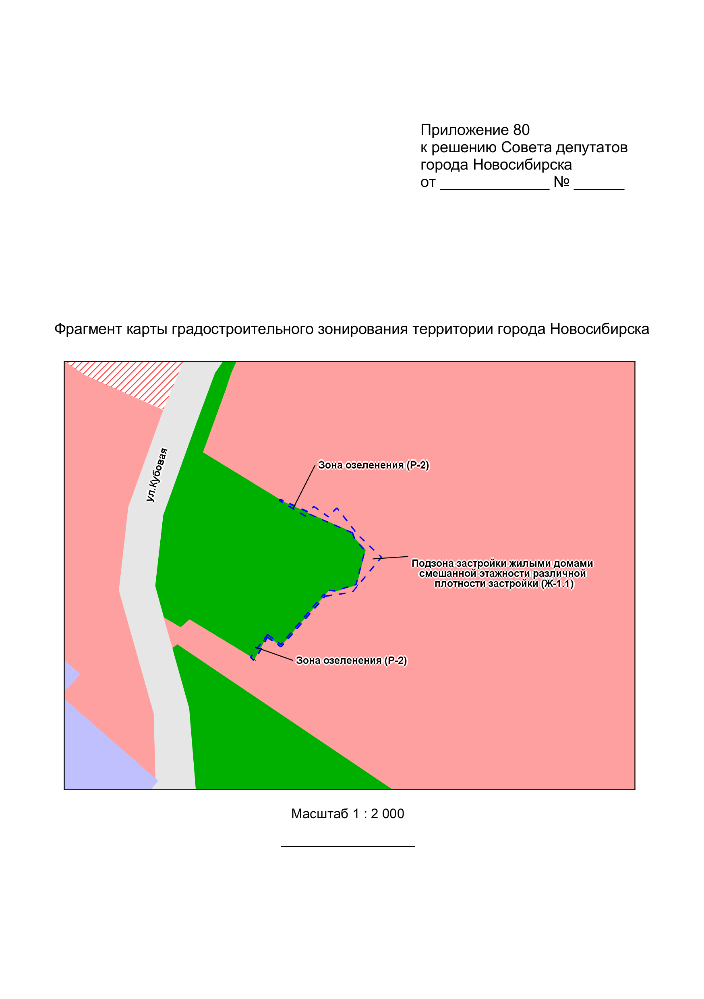 Приложение 80
к решению Совета депутатов
города Новосибирска
от _____________ № ______
Фрагмент карты градостроительного зонирования территории города Новосибирска
ул.Кубовая
Зона озеленения (Р-2)
Подзона застройки жилыми домами
смешанной этажности различной
плотности застройки (Ж-1.1)
Зона озеленения (Р-2)
Масштаб 1 : 2 000